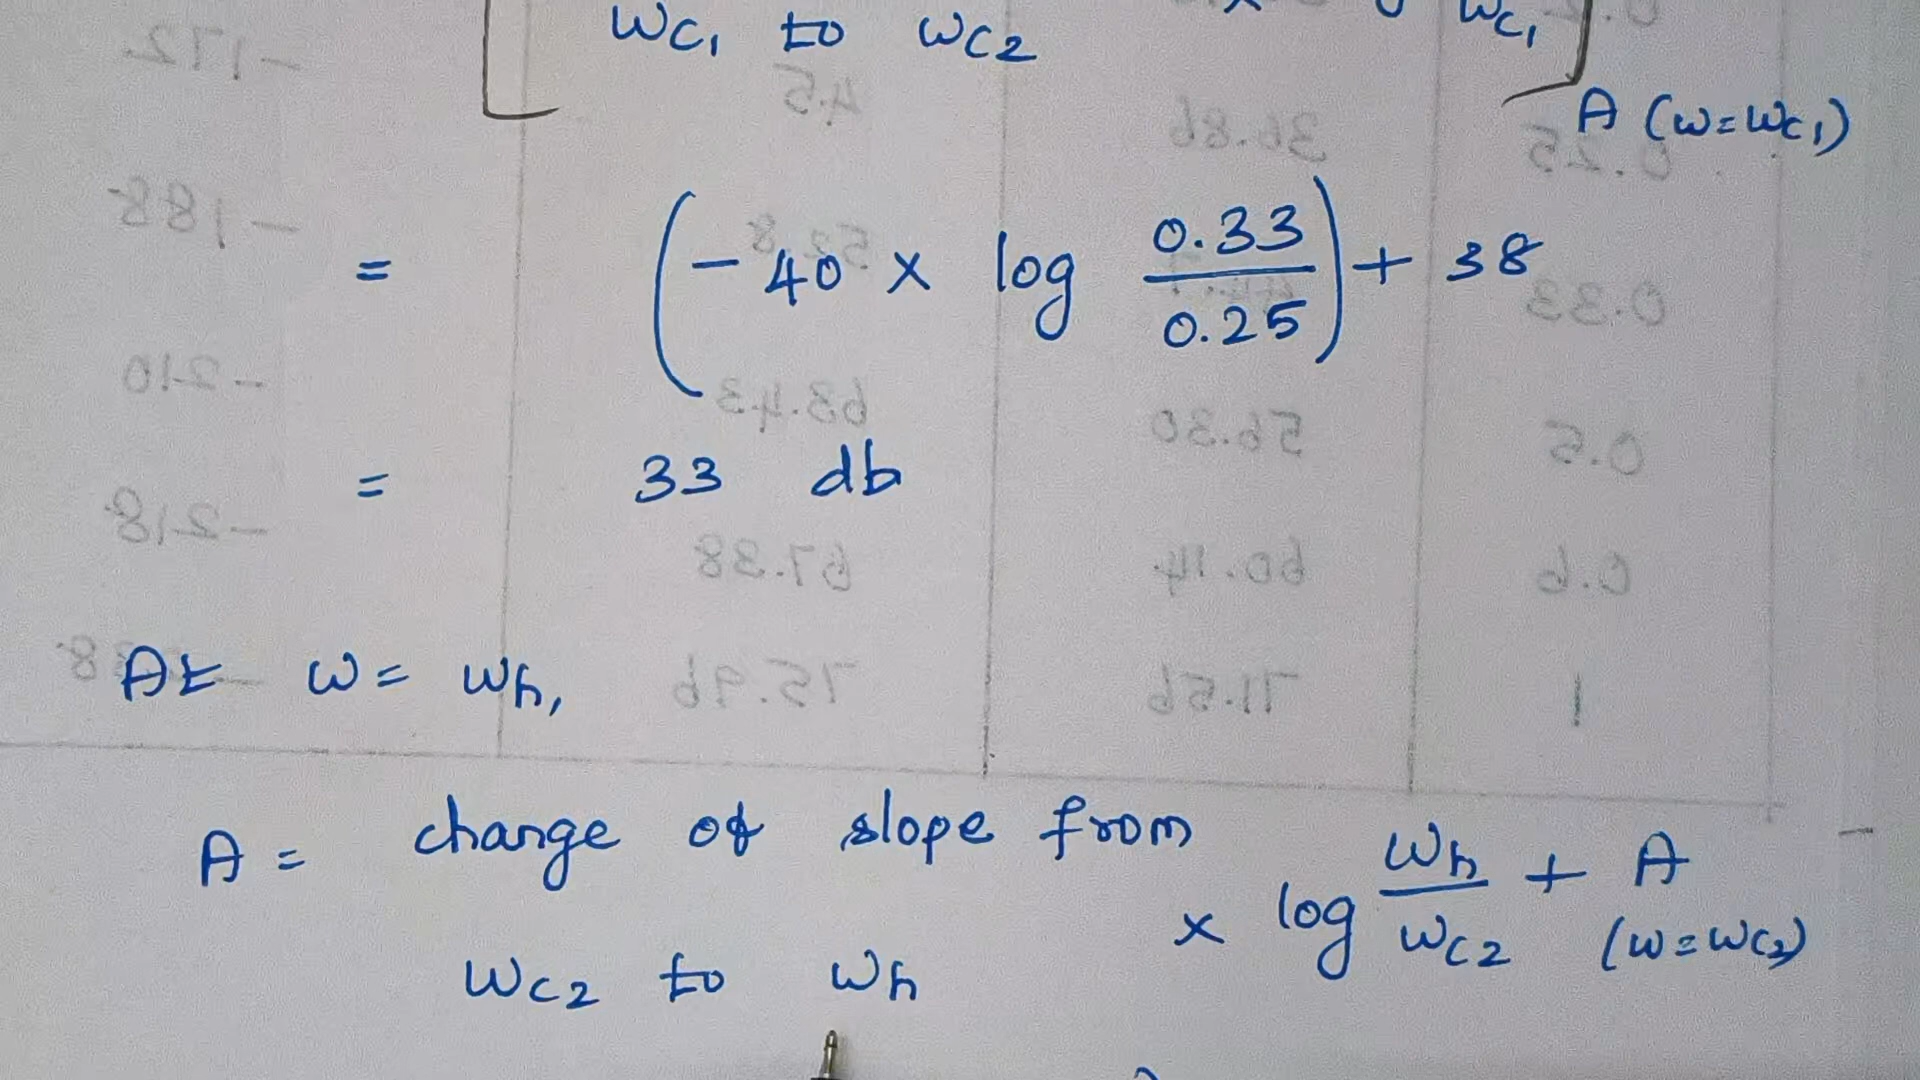 ωc₁ to ωc₂ ωc₁
A (ω=ωc₁)
= (-40 x log 0.33/0.25) + 38
= 33 db
At ω = ωh,
A = change of slope from ωc₂ to ωh x log ωh/ωc₂ + A (ω=ωc₂)